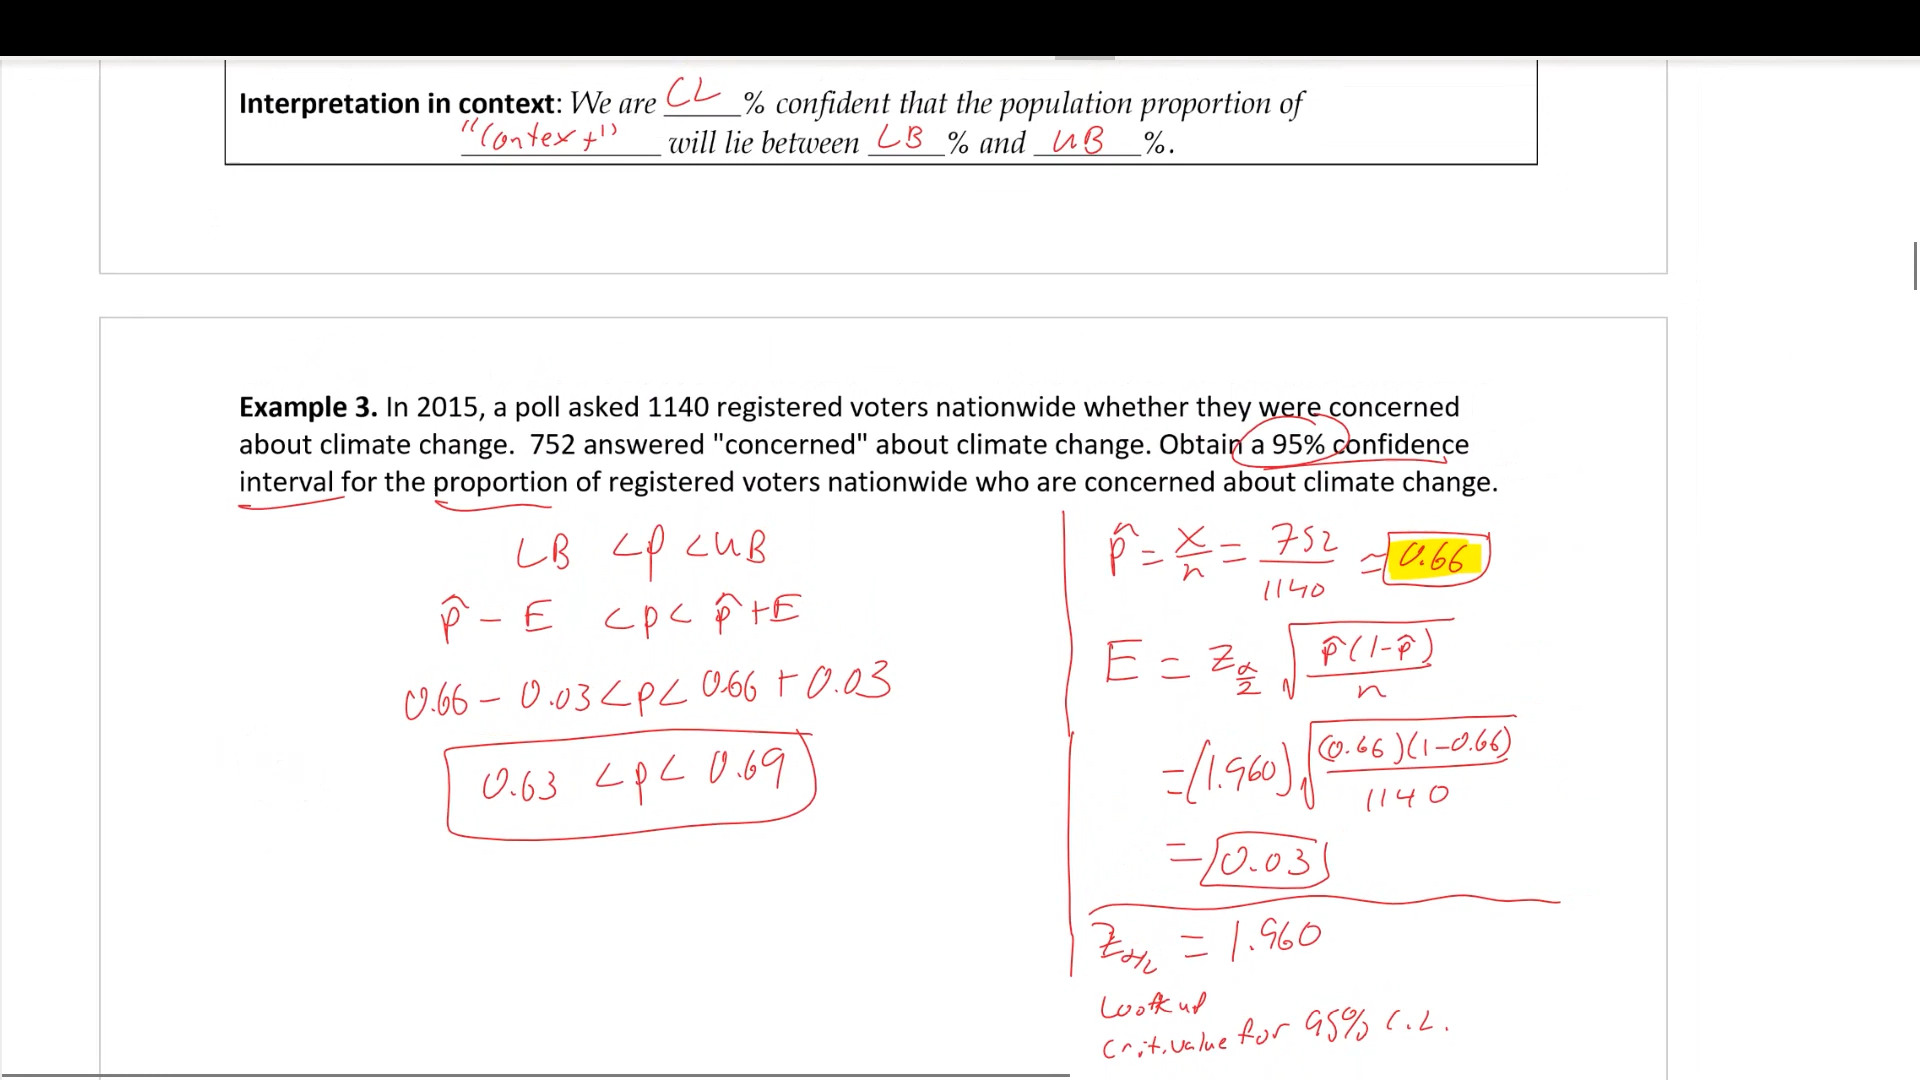 Interpretation in context: We are CL % confident that the population proportion of
"Context" will lie between LB % and UB %.
Example 3. In 2015, a poll asked 1140 registered voters nationwide whether they were concerned
about climate change. 752 answered "concerned" about climate change. Obtain a 95% confidence
interval for the proportion of registered voters nationwide who are concerned about climate change.
LB < p < UB
p̂ - E < p < p̂ + E
0.66 - 0.03 < p < 0.66 + 0.03
0.63 < p < 0.69
p̂ = x/n = 752/1140 ≈ 0.66
E = z α/2 √ p̂(1-p̂)/n
= (1.960) √ (0.66)(1-0.66)/1140
= 0.03
z α/2 = 1.960
Look up
crit. value for 95% C.L.